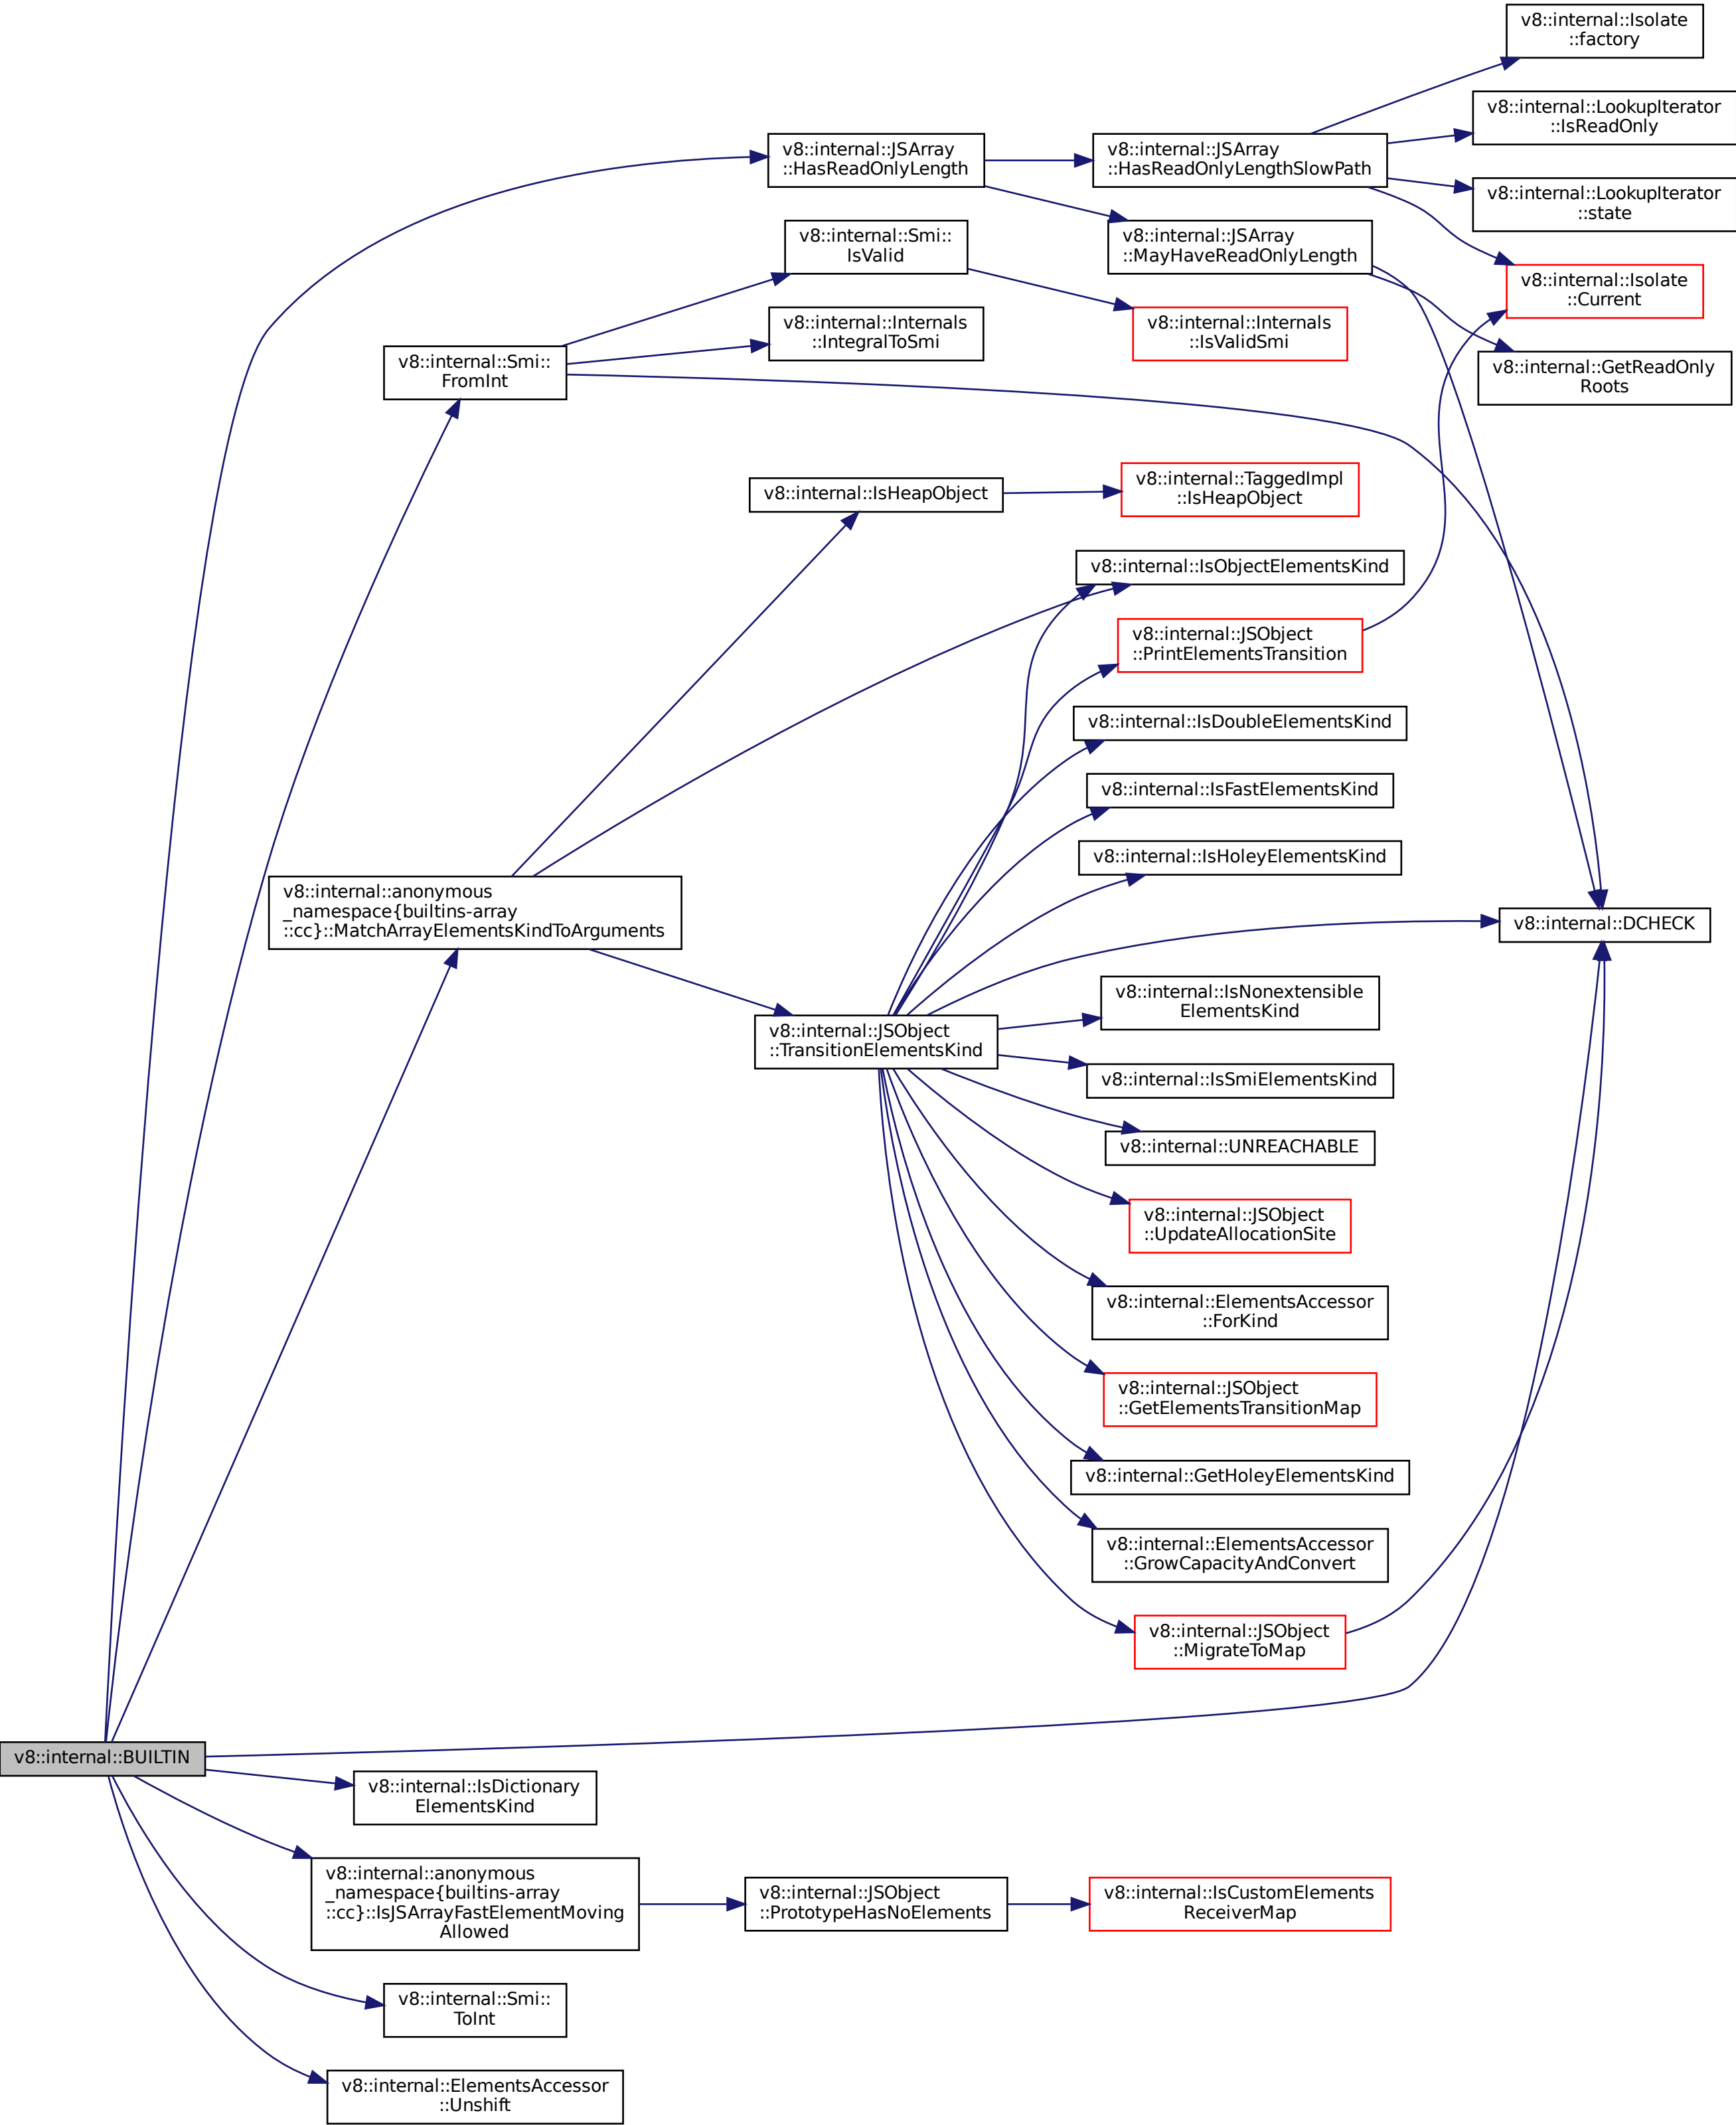 v8::internal::Isolate
::factory
v8::internal::LookupIterator
::IsReadOnly
v8::internal::JSArray
::HasReadOnlyLength
v8::internal::JSArray
::HasReadOnlyLengthSlowPath
v8::internal::LookupIterator
::state
v8::internal::Smi::
IsValid
v8::internal::JSArray
::MayHaveReadOnlyLength
v8::internal::Isolate
::Current
v8::internal::Internals
::IntegralToSmi
v8::internal::Internals
::IsValidSmi
v8::internal::Smi::
FromInt
v8::internal::GetReadOnly
Roots
v8::internal::IsHeapObject
v8::internal::TaggedImpl
::IsHeapObject
v8::internal::IsObjectElementsKind
v8::internal::JSObject
::PrintElementsTransition
v8::internal::IsDoubleElementsKind
v8::internal::IsFastElementsKind
v8::internal::IsHoleyElementsKind
v8::internal::anonymous
_namespace{builtins-array
::cc}::MatchArrayElementsKindToArguments
v8::internal::DCHECK
v8::internal::IsNonextensible
ElementsKind
v8::internal::JSObject
::TransitionElementsKind
v8::internal::IsSmiElementsKind
v8::internal::UNREACHABLE
v8::internal::JSObject
::UpdateAllocationSite
v8::internal::ElementsAccessor
::ForKind
v8::internal::JSObject
::GetElementsTransitionMap
v8::internal::GetHoleyElementsKind
v8::internal::ElementsAccessor
::GrowCapacityAndConvert
v8::internal::JSObject
::MigrateToMap
v8::internal::BUILTIN
v8::internal::IsDictionary
ElementsKind
v8::internal::anonymous
_namespace{builtins-array
::cc}::IsJSArrayFastElementMoving
Allowed
v8::internal::JSObject
::PrototypeHasNoElements
v8::internal::IsCustomElements
ReceiverMap
v8::internal::Smi::
ToInt
v8::internal::ElementsAccessor
::Unshift